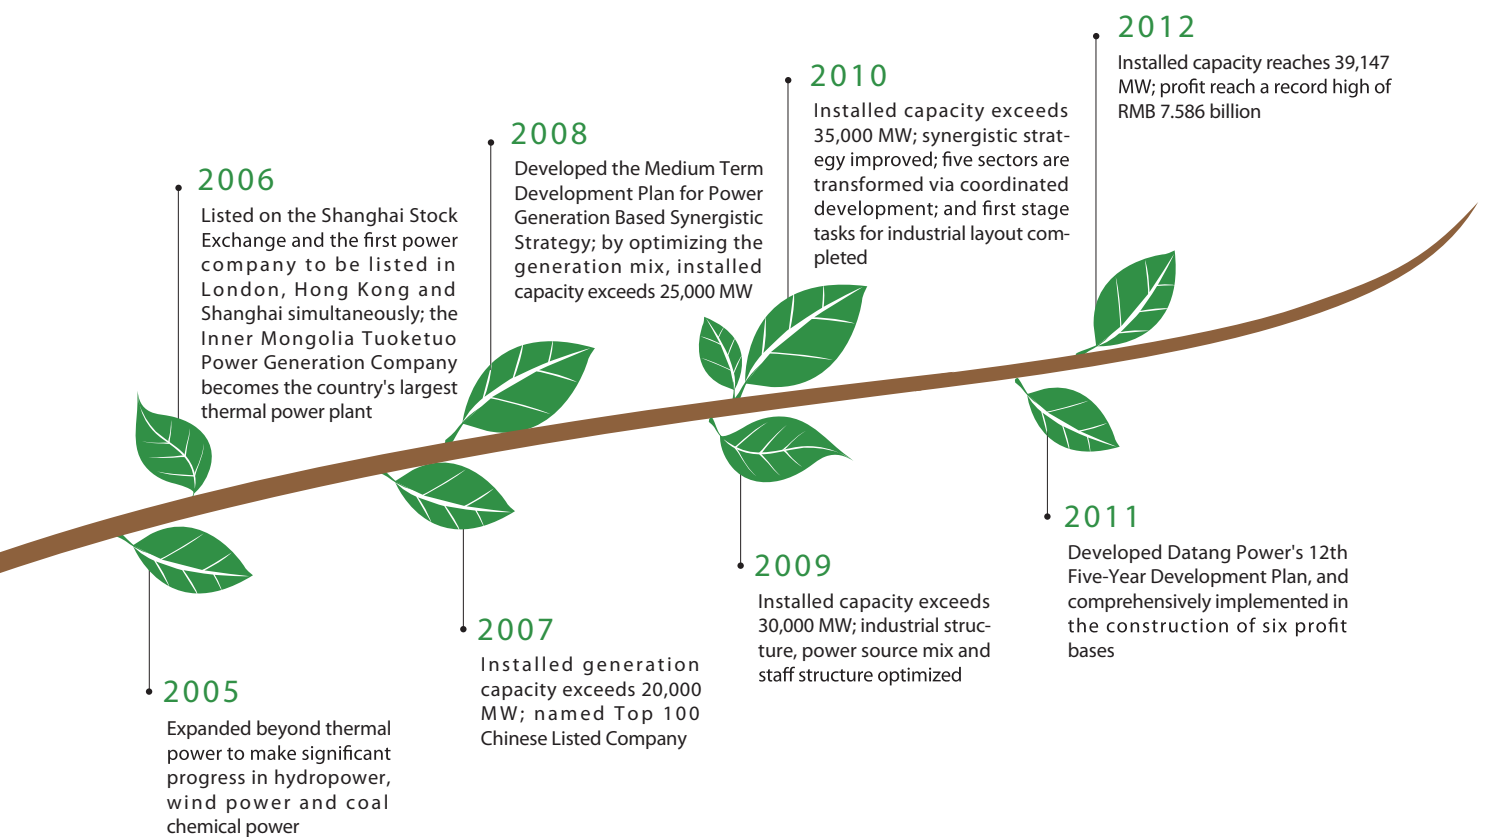 2012
Installed capacity reaches 39,147
MW; profit reach a record high of
RMB 7.586 billion
2010
Installed capacity exceeds
35,000 MW; synergistic strat-
egy improved; five sectors are
transformed via coordinated
development; and first stage
tasks for industrial layout com-
pleted
2008
Developed the Medium Term
Development Plan for Power
Generation Based Synergistic
Strategy; by optimizing the
generation mix, installed
capacity exceeds 25,000 MW
2006
Listed on the Shanghai Stock
Exchange and the first power
company to be listed in
London, Hong Kong and
Shanghai simultaneously; the
Inner Mongolia Tuoketuo
Power Generation Company
becomes the country's largest
thermal power plant
2011
Developed Datang Power's 12th
Five-Year Development Plan, and
comprehensively implemented in
the construction of six profit
bases
2009
Installed capacity exceeds
30,000 MW; industrial struc-
ture, power source mix and
staff structure optimized
2007
Installed generation
capacity exceeds 20,000
MW; named Top 100
Chinese Listed Company
2005
Expanded beyond thermal
power to make significant
progress in hydropower,
wind power and coal
chemical power